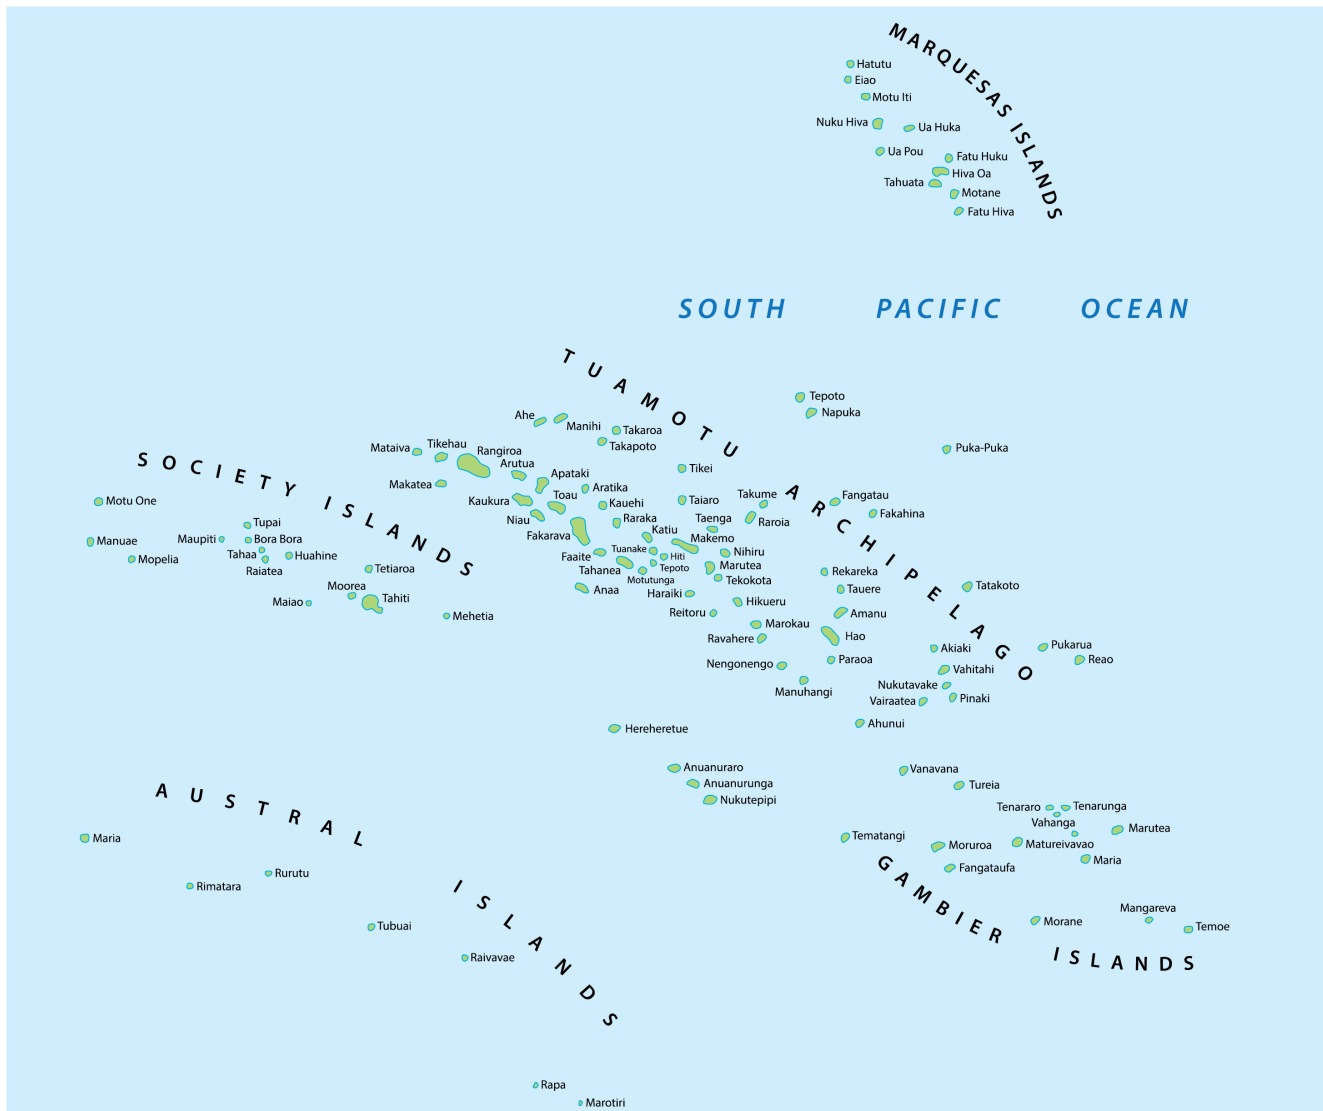 MARQUESAS ISLANDS
Hatutu
Eiao
Motu Iti
Nuku Hiva
Ua Huka
Ua Pou
Fatu Huku
Hiva Oa
Tahuata
Motane
Fatu Hiva
SOUTH PACIFIC OCEAN
TUAMOTU ARCHIPELAGO
Tepoto
Napuka
Ahe
Manihi
Takaroa
Takapoto
Puka-Puka
Mataiva
Tikehau
Rangiroa
Arutua
Tikei
Makatea
Apataki
Aratika
Kaukura
Toau
Kauehi
Taiaro
Takume
Fangatau
Fakahina
Niau
Raraka
Taenga
Raroia
Fakarava
Katiu
Makemo
Faaite
Tuanake
Hiti
Nihiru
Tahanea
Tepoto
Marutea
Motutunga
Tekokota
Rekareka
Anaa
Haraiki
Tauere
Tatakoto
Hikueru
Reitoru
Amanu
Marokau
Ravahere
Hao
Akiaki
Pukarua
Nengonengo
Paraoa
Reao
Vahitahi
Manuhangi
Nukutavake
Vairaatea
Pinaki
Ahunui
Hereheretue
Anuanuraro
Anuanurunga
Nukutepipi
Vanavana
Tureia
SOCIETY ISLANDS
Motu One
Manuae
Mopelia
Tupai
Maupiti
Bora Bora
Tahaa
Raiatea
Huahine
Tetiaroa
Moorea
Tahiti
Maiao
Mehetia
AUSTRAL ISLANDS
Maria
Rimatara
Rurutu
Tubuai
Raivavae
Rapa
Marotiri
GAMBIER ISLANDS
Tenararo
Tenarunga
Vahanga
Marutea
Tematangi
Moruroa
Matureivavao
Maria
Fangataufa
Morane
Mangareva
Temoe